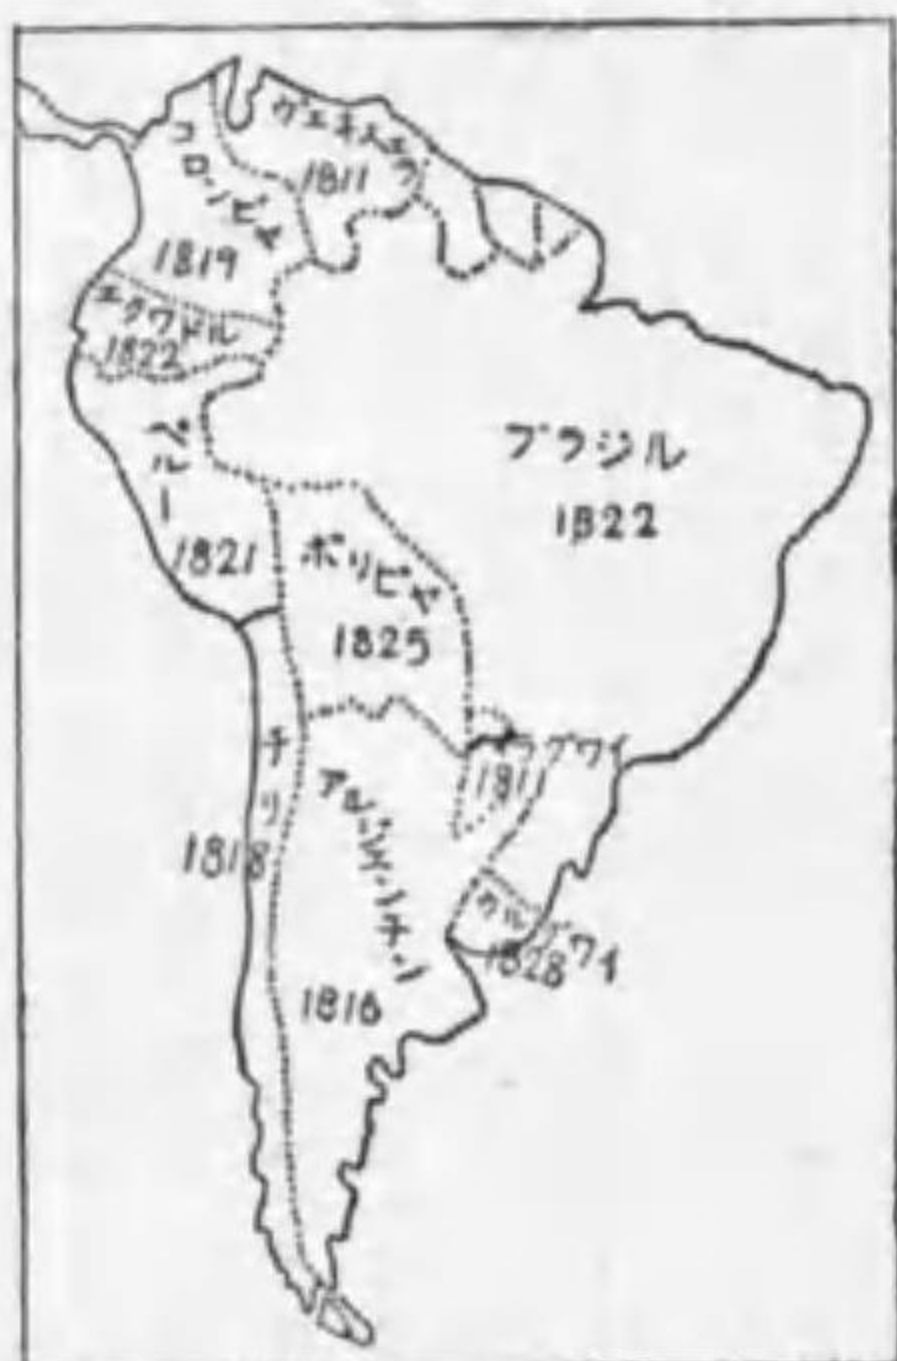 ヴェネズエラ
1811
コロンビヤ
1819
エクワドル
1822
ペルー
1821
ブラジル
1822
ボリビヤ
1825
チリ
1818
ラグワイ
1811
アルゼンチン
1816
ウルグワイ
1828